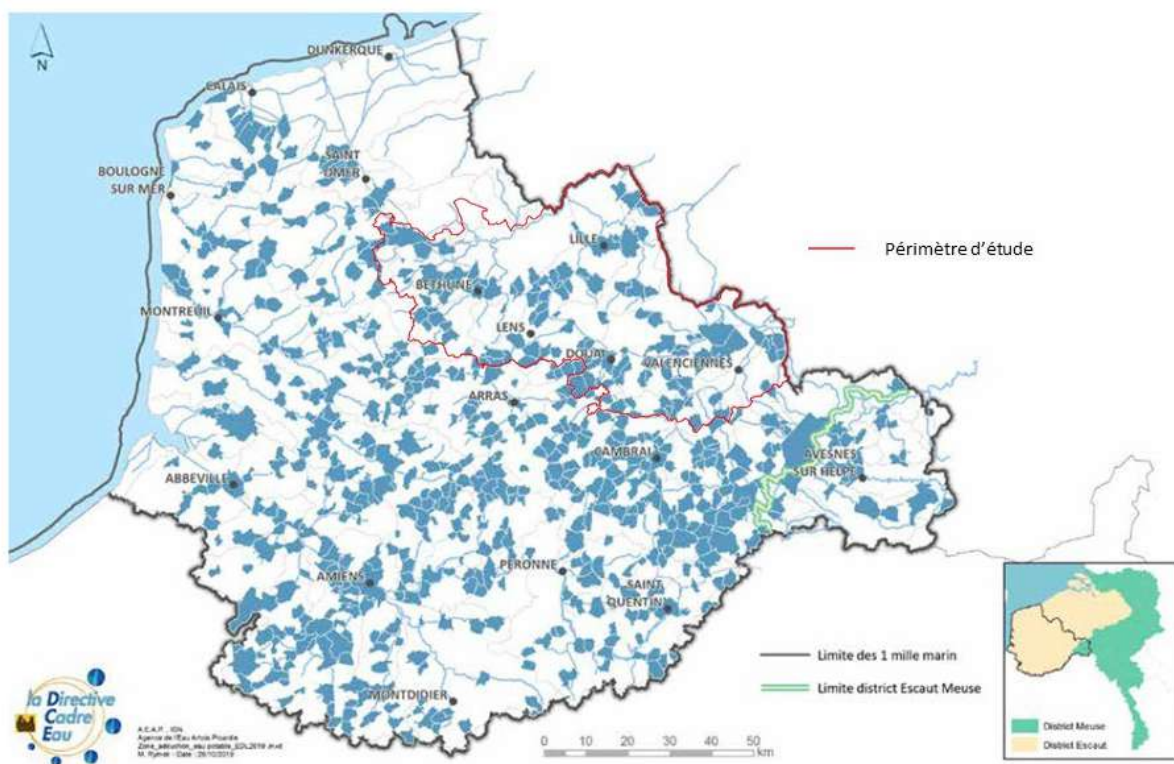 N
DUNKERQUE
CALAIS
SAINT
OMER
BOULOGNE
SUR MER
LILLE
Périmètre d'étude
BETHUNE
MONTREUIL
LENS
DOUAI
VALENCIENNES
ARRAS
CAMBRAI
AVESNES
SUR HELPE
ABBEVILLE
AMIENS
PERONNE
SAINT
QUENTIN
MONTDIDIER
Limite des 1 mille marin
Limite district Escaut Meuse
District Meuse
District Escaut
la Directive
Cadre
Eau
Agence de l'Eau Artois Picardie
0 10 20 30 40 50
km